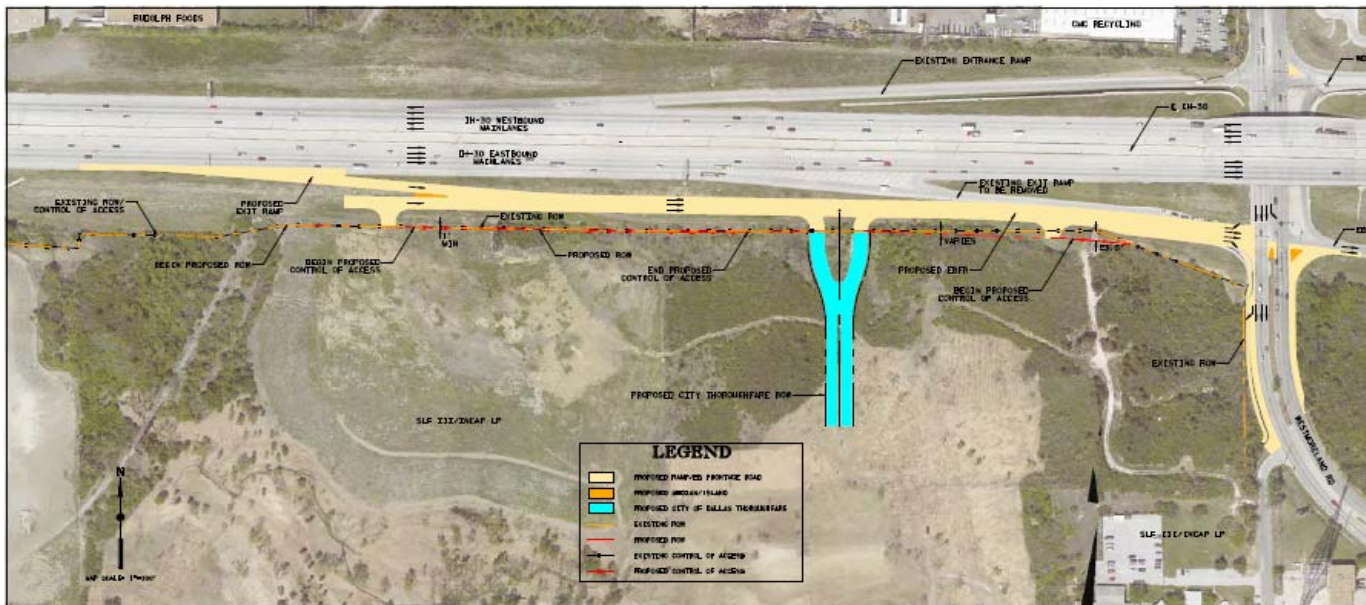 RUDOLPH FOODS
CMC RECYCLING
EXISTING ENTRANCE RAMP
IH-30 WESTBOUND
MAINLANES
IH-30 EASTBOUND
MAINLANES
IH-30
EXISTING EXIT RAMP
TO BE REMOVED
EXISTING ROW/
CONTROL OF ACCESS
PROPOSED
EXIT RAMP
EXISTING ROW
BEGIN PROPOSED ROW
BEGIN PROPOSED
CONTROL OF ACCESS
PROPOSED ROW
END PROPOSED
CONTROL OF ACCESS
VARIES
PROPOSED EBFR
BEGIN PROPOSED
CONTROL OF ACCESS
EXISTING ROW
PROPOSED CITY THOROUGHFARE ROW
SLF III/INCAP LP
WESTMORELAND RD
SLF III/INCAP LP
N
LEGEND
PROPOSED RAMP/EB FRONTAGE ROAD
PROPOSED MEDIAN/ISLAND
PROPOSED CITY OF DALLAS THOROUGHFARE
EXISTING ROW
PROPOSED ROW
EXISTING CONTROL OF ACCESS
PROPOSED CONTROL OF ACCESS